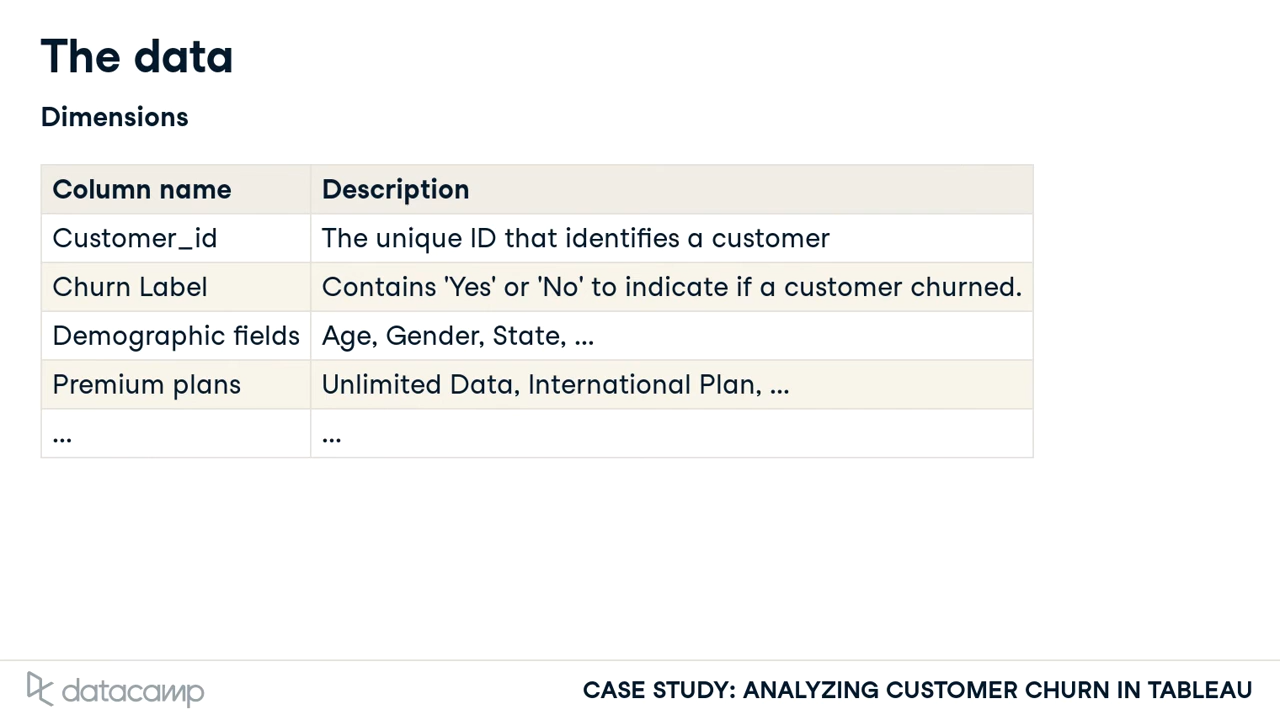 The data
Dimensions
Column name Description
Customer_id The unique ID that identifies a customer
Churn Label Contains 'Yes' or 'No' to indicate if a customer churned.
Demographic fields Age, Gender, State, ...
Premium plans Unlimited Data, International Plan, ...
... ...
datacamp CASE STUDY: ANALYZING CUSTOMER CHURN IN TABLEAU